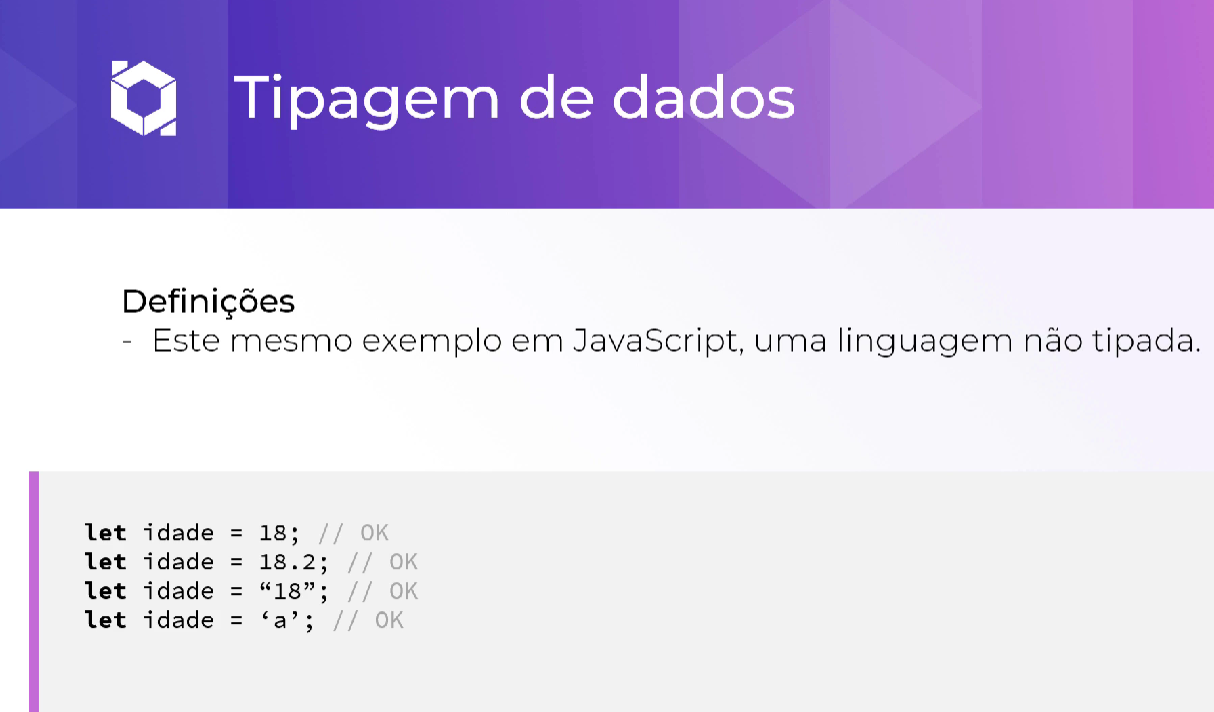 Tipagem de dados
Definições
- Este mesmo exemplo em JavaScript, uma linguagem não tipada.
let idade = 18; // OK
let idade = 18.2; // OK
let idade = “18”; // OK
let idade = ‘a’; // OK